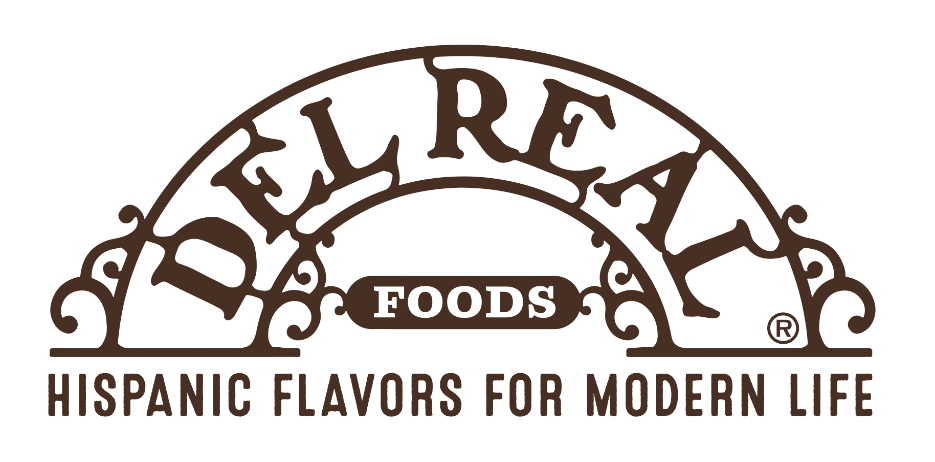 DEL REAL
FOODS
®
HISPANIC FLAVORS FOR MODERN LIFE